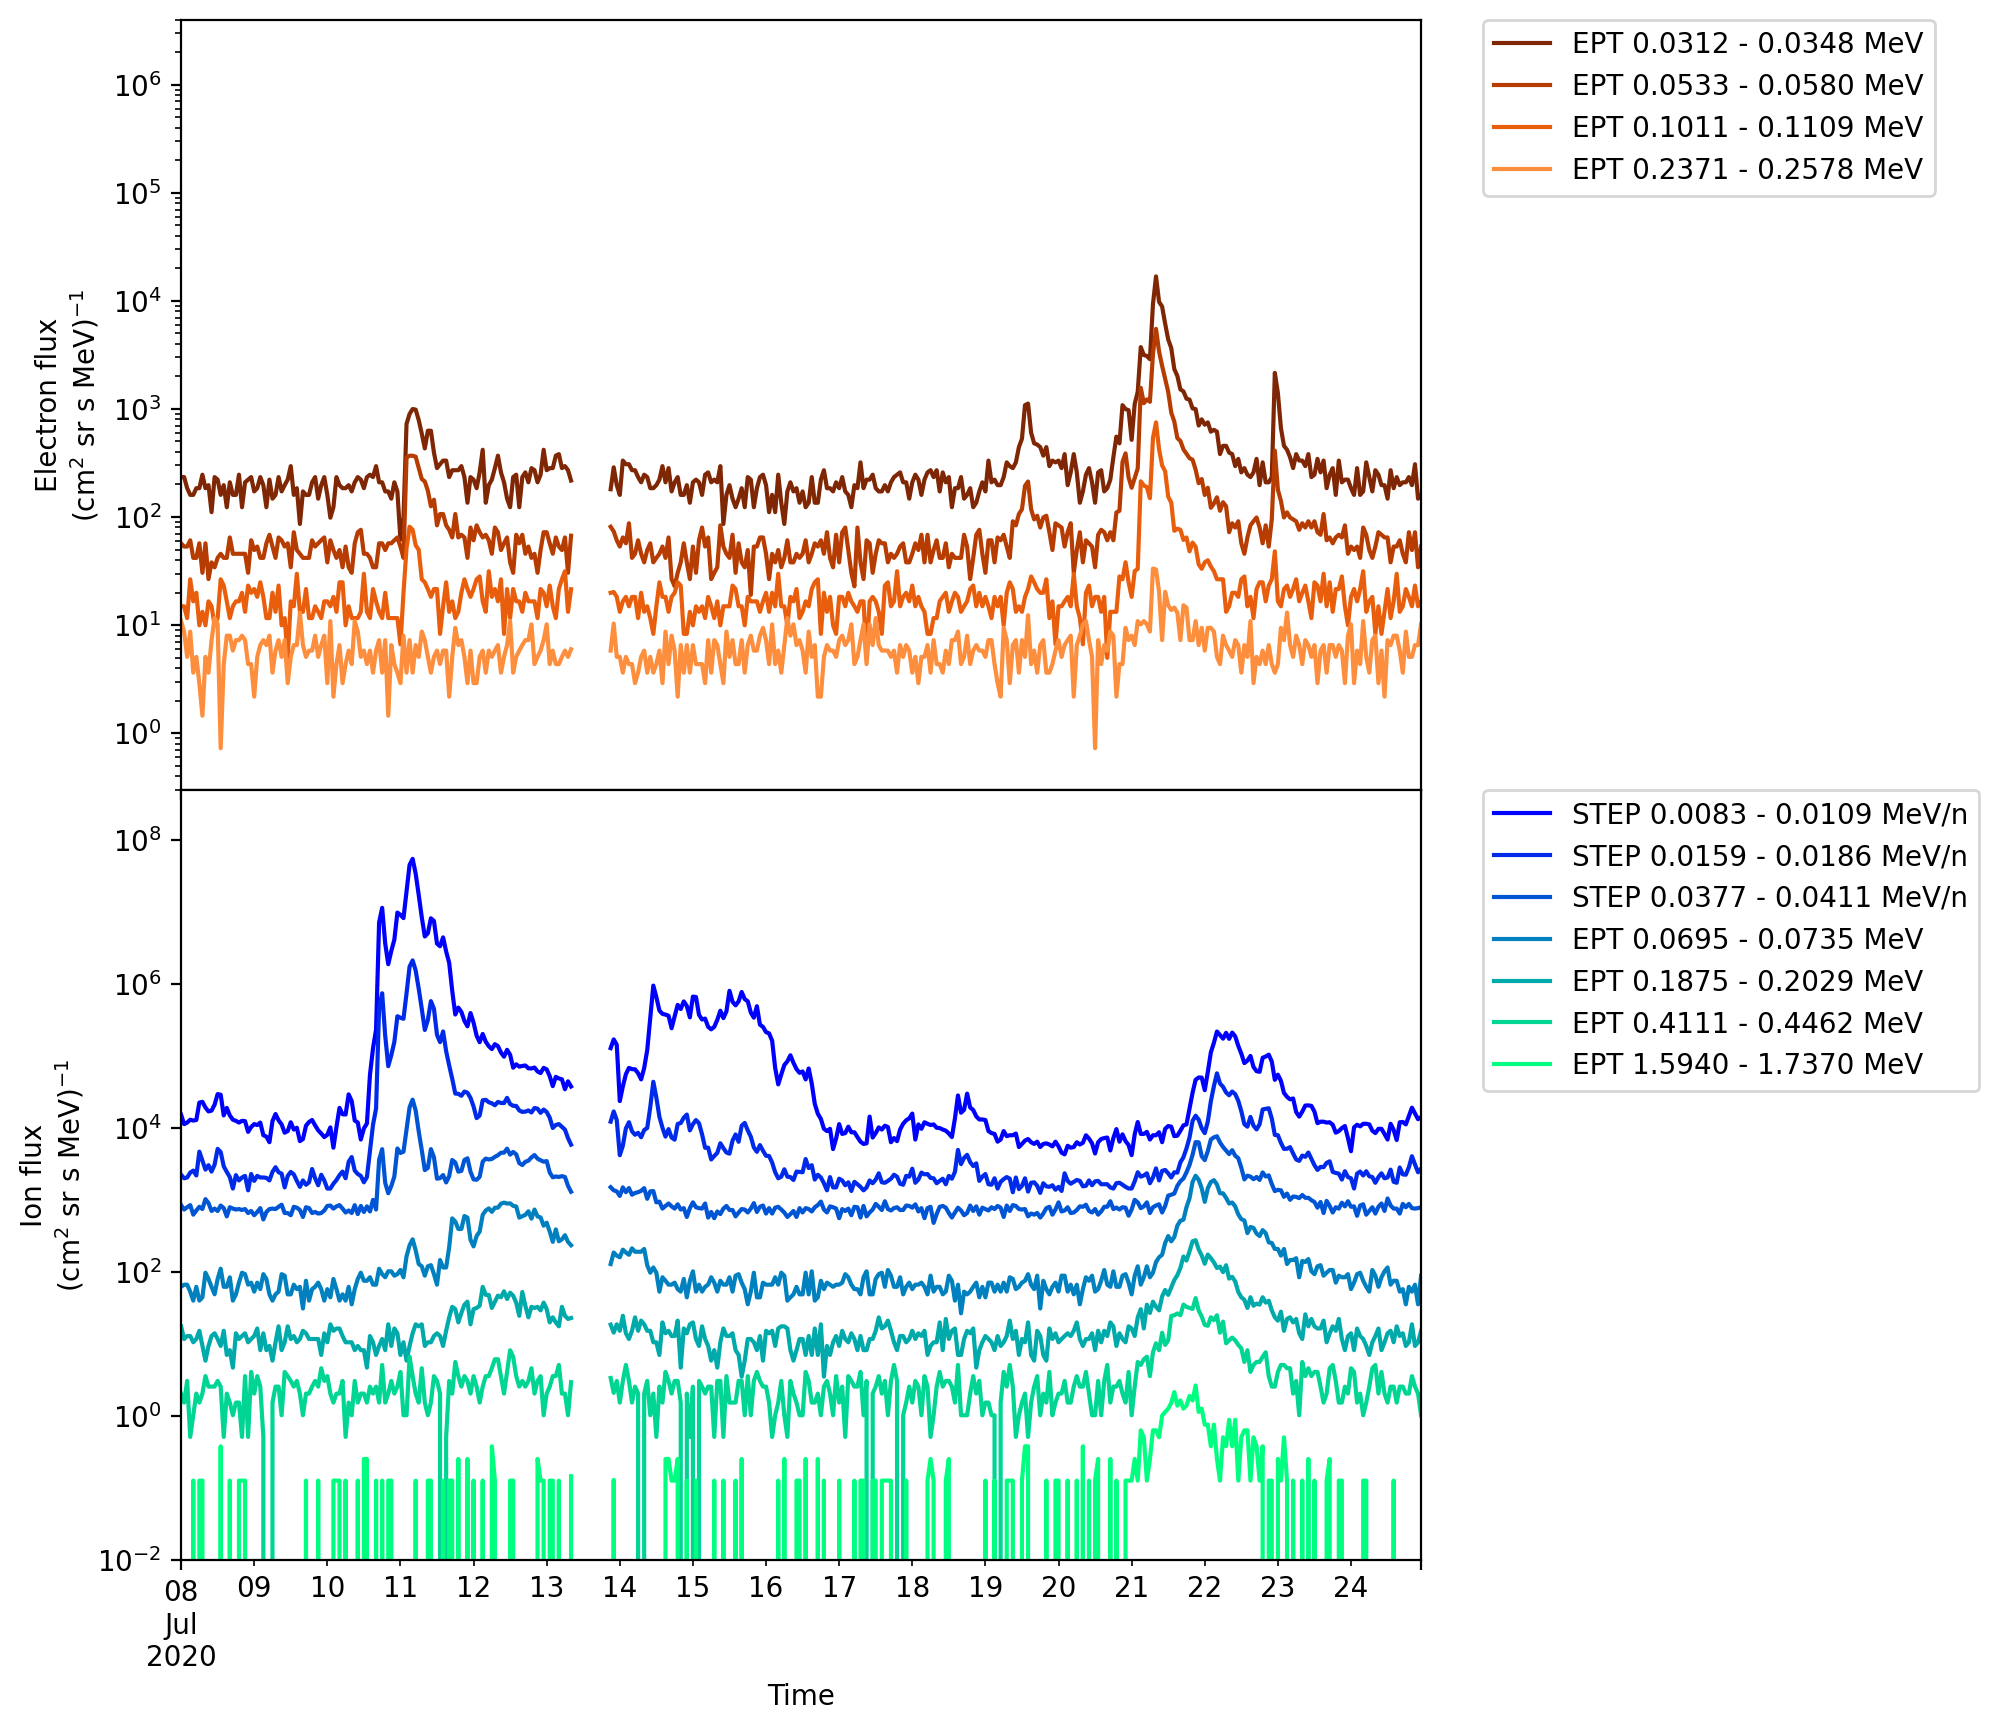 10⁶
10⁵
10⁴
10³
10²
10¹
10⁰
Electron flux
(cm² sr s MeV)⁻¹
EPT 0.0312 - 0.0348 MeV
EPT 0.0533 - 0.0580 MeV
EPT 0.1011 - 0.1109 MeV
EPT 0.2371 - 0.2578 MeV
10⁸
10⁶
10⁴
10²
10⁰
10⁻²
Ion flux
(cm² sr s MeV)⁻¹
STEP 0.0083 - 0.0109 MeV/n
STEP 0.0159 - 0.0186 MeV/n
STEP 0.0377 - 0.0411 MeV/n
EPT 0.0695 - 0.0735 MeV
EPT 0.1875 - 0.2029 MeV
EPT 0.4111 - 0.4462 MeV
EPT 1.5940 - 1.7370 MeV
08 09 10 11 12 13 14 15 16 17 18 19 20 21 22 23 24
Jul
2020
Time